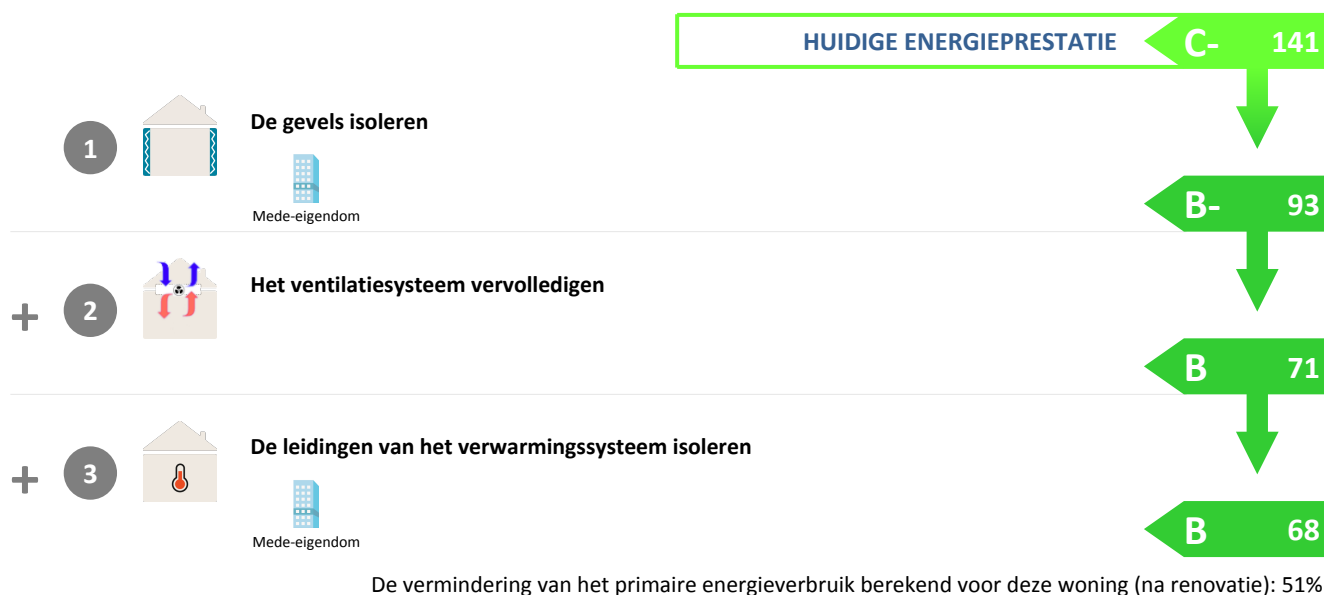 HUIDIGE ENERGIEPRESTATIE C- 141
1 De gevels isoleren
Mede-eigendom
B- 93
+ 2 Het ventilatiesysteem vervolledigen
B 71
+ 3 De leidingen van het verwarmingssysteem isoleren
Mede-eigendom
B 68
De vermindering van het primaire energieverbruik berekend voor deze woning (na renovatie): 51%